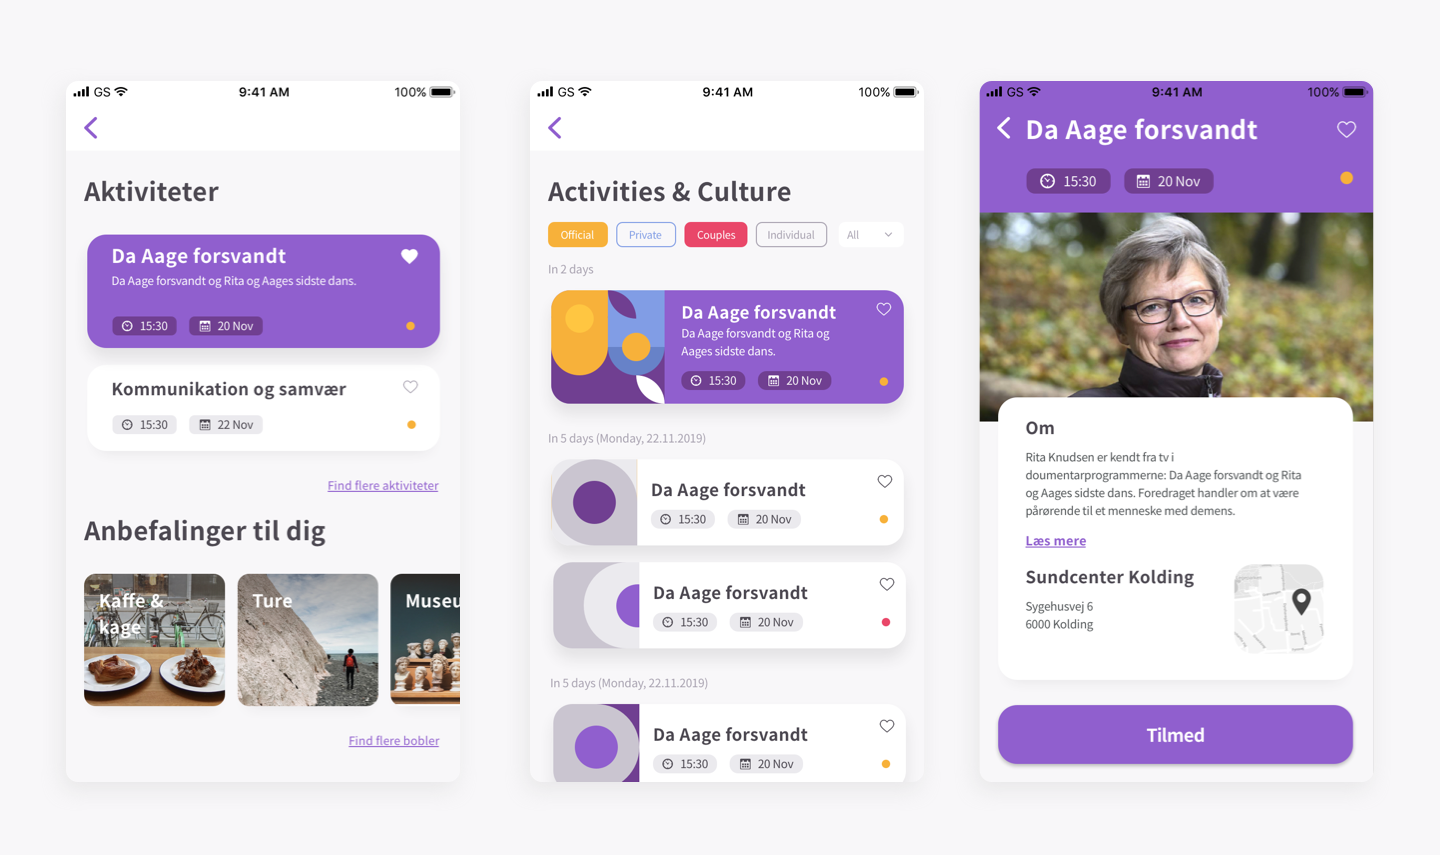 GS 9:41 AM 100%
Aktiviteter
Da Aage forsvandt
Da Aage forsvandt og Rita og Aages sidste dans.
15:30 20 Nov
Kommunikation og samvær
15:30 22 Nov
Find flere aktiviteter
Anbefalinger til dig
Kaffe &
kage
Ture
Museu
Find flere bobler
GS 9:41 AM 100%
Activities & Culture
Official Private Couples Individual All
In 2 days
Da Aage forsvandt
Da Aage forsvandt og Rita og
Aages sidste dans.
15:30 20 Nov
In 5 days (Monday, 22.11.2019)
Da Aage forsvandt
15:30 20 Nov
Da Aage forsvandt
15:30 20 Nov
In 5 days (Monday, 22.11.2019)
Da Aage forsvandt
15:30 20 Nov
GS 9:41 AM 100%
Da Aage forsvandt
15:30 20 Nov
Om
Rita Knudsen er kendt fra tv i
doumentarprogrammerne: Da Aage forsvandt og Rita
og Aages sidste dans. Foredraget handler om at være
pårørende til et menneske med demens.
Læs mere
Sundcenter Kolding
Sygehusvej 6
6000 Kolding
Tilmed